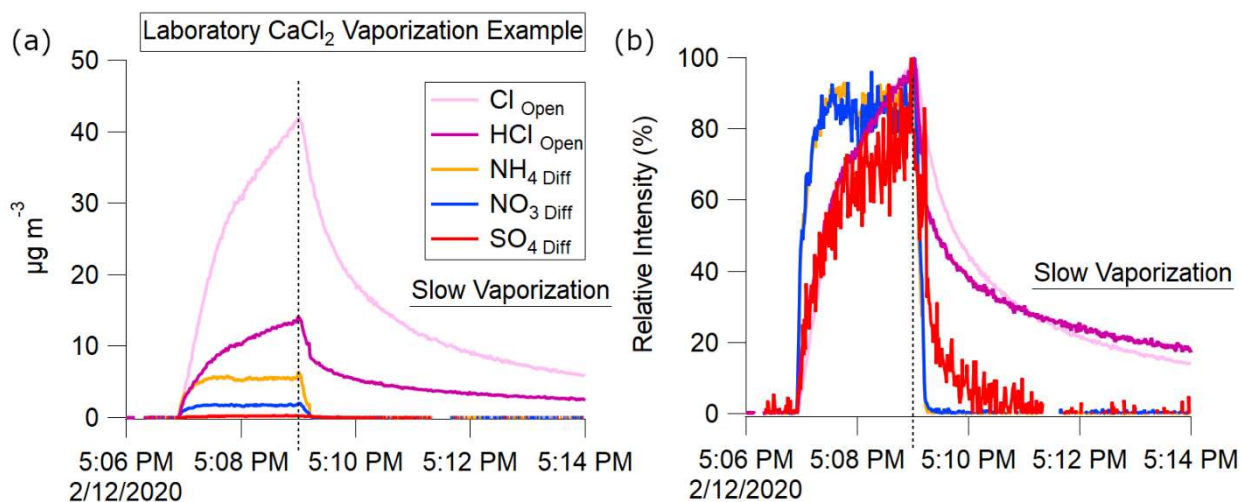 (a)
Laboratory CaCl₂ Vaporization Example
50
40
30
20
10
0
µg m⁻³
Cl Open
HCl Open
NH₄ Diff
NO₃ Diff
SO₄ Diff
Slow Vaporization
5:06 PM 5:08 PM 5:10 PM 5:12 PM 5:14 PM
2/12/2020
(b)
100
80
60
40
20
0
Relative Intensity (%)
Slow Vaporization
5:06 PM 5:08 PM 5:10 PM 5:12 PM 5:14 PM
2/12/2020